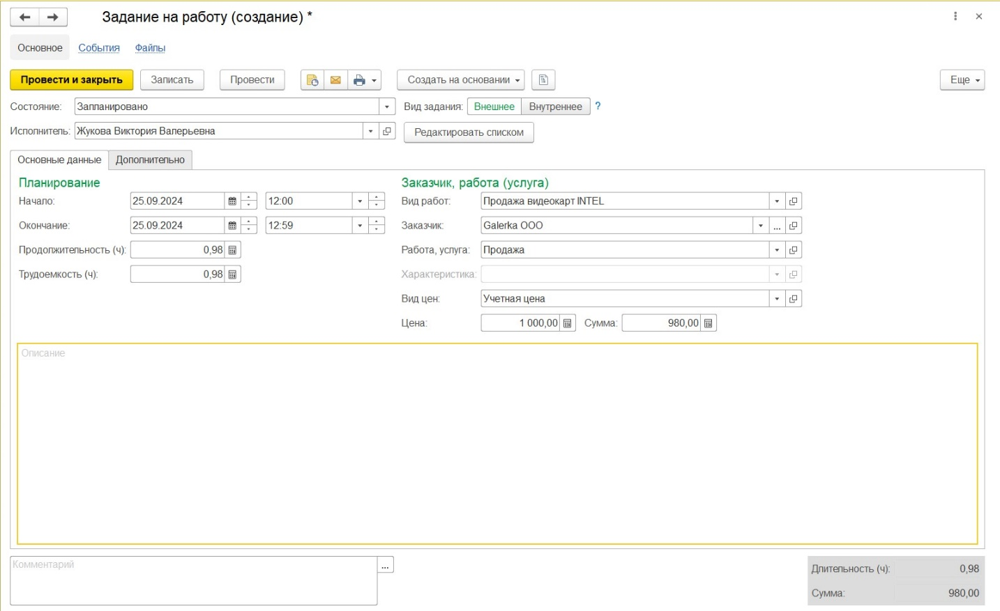 Задание на работу (создание) *
Основное События Файлы
Провести и закрыть Записать Провести Создать на основании Еще
Состояние: Запланировано Вид задания: Внешнее Внутреннее ?
Исполнитель: Жукова Виктория Валерьевна Редактировать списком
Основные данные Дополнительно
Планирование Заказчик, работа (услуга)
Начало: 25.09.2024 12:00 Вид работ: Продажа видеокарт INTEL
Окончание: 25.09.2024 12:59 Заказчик: Galerka ООО ...
Продолжительность (ч): 0,98 Работа, услуга: Продажа
Трудоемкость (ч): 0,98 Характеристика:
Вид цен: Учетная цена
Цена: 1 000,00 Сумма: 980,00
Описание
Комментарий ...
Длительность (ч): 0,98
Сумма: 980,00